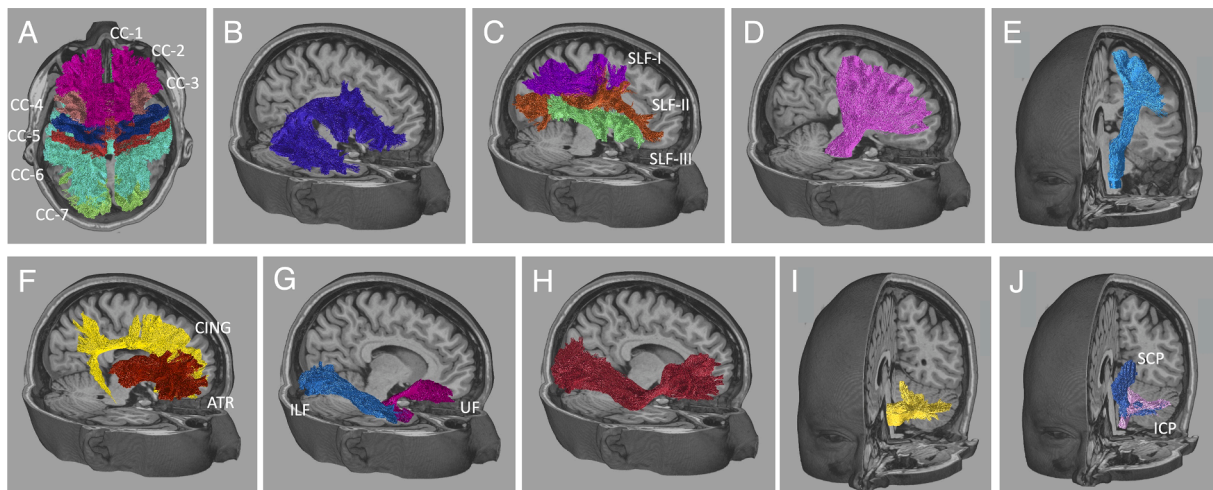 A
CC-1
CC-2
CC-3
CC-4
CC-5
CC-6
CC-7
B
C
SLF-I
SLF-II
SLF-III
D
E
F
CING
ATR
G
ILF
UF
H
I
J
SCP
ICP